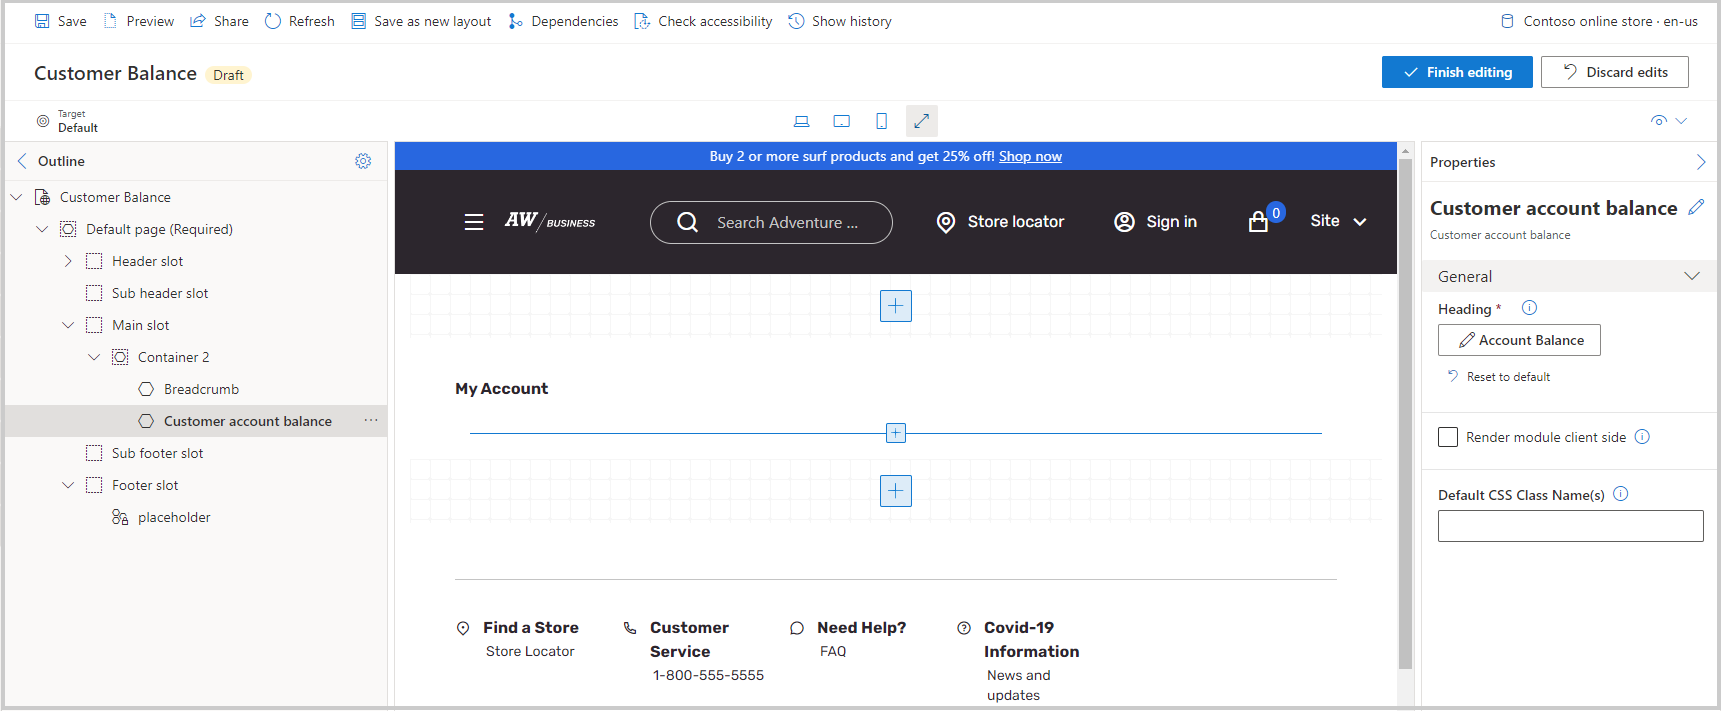 Save Preview Share Refresh Save as new layout Dependencies Check accessibility Show history Contoso online store · en-us
Customer Balance Draft Finish editing Discard edits
Target
Default
Outline
Customer Balance
Default page (Required)
Header slot
Sub header slot
Main slot
Container 2
Breadcrumb
Customer account balance ···
Sub footer slot
Footer slot
placeholder
Buy 2 or more surf products and get 25% off! Shop now
AW/BUSINESS Search Adventure ... Store locator Sign in 0 Site
My Account
Find a Store
Store Locator
Customer
Service
1-800-555-5555
Need Help?
FAQ
Covid-19
Information
News and
updates
Properties
Customer account balance
Customer account balance
General
Heading *
Account Balance
Reset to default
Render module client side
Default CSS Class Name(s)